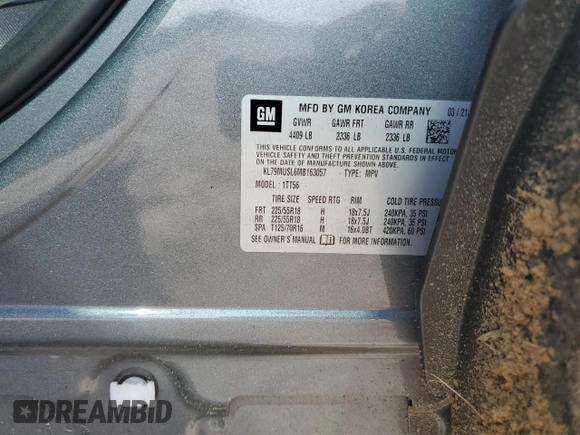 GM
MFD BY GM KOREA COMPANY 03 / 21
GVWR GAWR FRT GAWR RR
4409 LB 2336 LB 2336 LB
THIS VEHICLE CONFORMS TO ALL APPLICABLE U.S. FEDERAL MOTOR
VEHICLE SAFETY AND THEFT PREVENTION STANDARDS IN EFFECT
ON THE DATE OF MANUFACTURE SHOWN ABOVE.
KL79MUSL6MB163057 TYPE: MPV
MODEL: 1TT56
TIRE SIZE SPEED RTG RIM COLD TIRE PRESSU
FRT 225/55R18 H 18x7.5J 240KPA, 35 PSI
RR 225/55R18 H 18x7.5J 240KPA, 35 PSI
SPA T125/70R16 M 16x4.0BT 420KPA, 60 PSI
SEE OWNER'S MANUAL FOR MORE INFORMATION.
DREAMBID